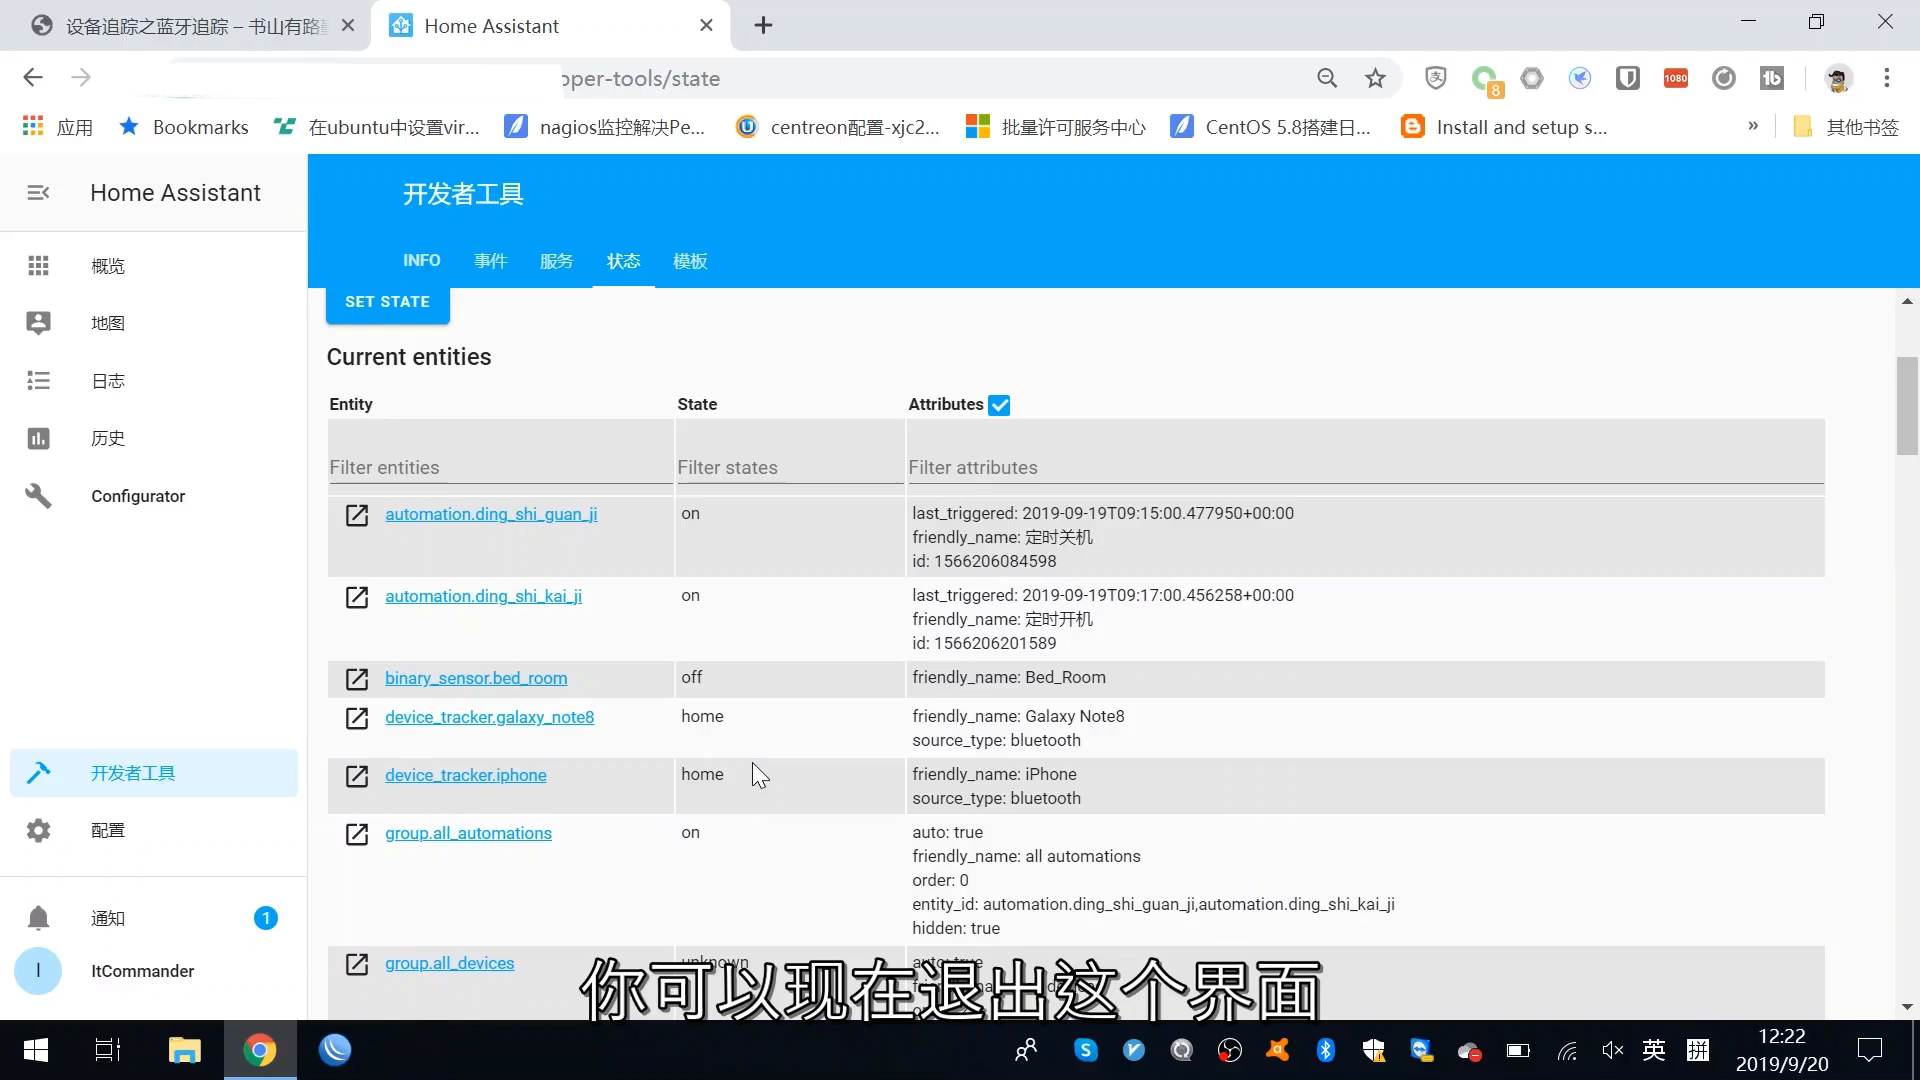 设备追踪之蓝牙追踪 – 书山有路
Home Assistant
pper-tools/state
8
1080
应用
Bookmarks
在ubuntu中设置vir...
nagios监控解决Pe...
centreon配置-xjc2...
批量许可服务中心
CentOS 5.8搭建日...
Install and setup s...
»
其他书签
Home Assistant
开发者工具
INFO
事件
服务
状态
模板
概览
地图
日志
历史
Configurator
开发者工具
配置
通知
1
I
ItCommander
SET STATE
Current entities
Entity
State
Attributes
Filter entities
Filter states
Filter attributes
automation.ding_shi_guan_ji
on
last_triggered: 2019-09-19T09:15:00.477950+00:00
friendly_name: 定时关机
id: 1566206084598
automation.ding_shi_kai_ji
on
last_triggered: 2019-09-19T09:17:00.456258+00:00
friendly_name: 定时开机
id: 1566206201589
binary_sensor.bed_room
off
friendly_name: Bed_Room
device_tracker.galaxy_note8
home
friendly_name: Galaxy Note8
source_type: bluetooth
device_tracker.iphone
home
friendly_name: iPhone
source_type: bluetooth
group.all_automations
on
auto: true
friendly_name: all automations
order: 0
entity_id: automation.ding_shi_guan_ji,automation.ding_shi_kai_ji
hidden: true
group.all_devices
unknown
auto: true
你可以现在退出这个界面
英
拼
12:22
2019/9/20